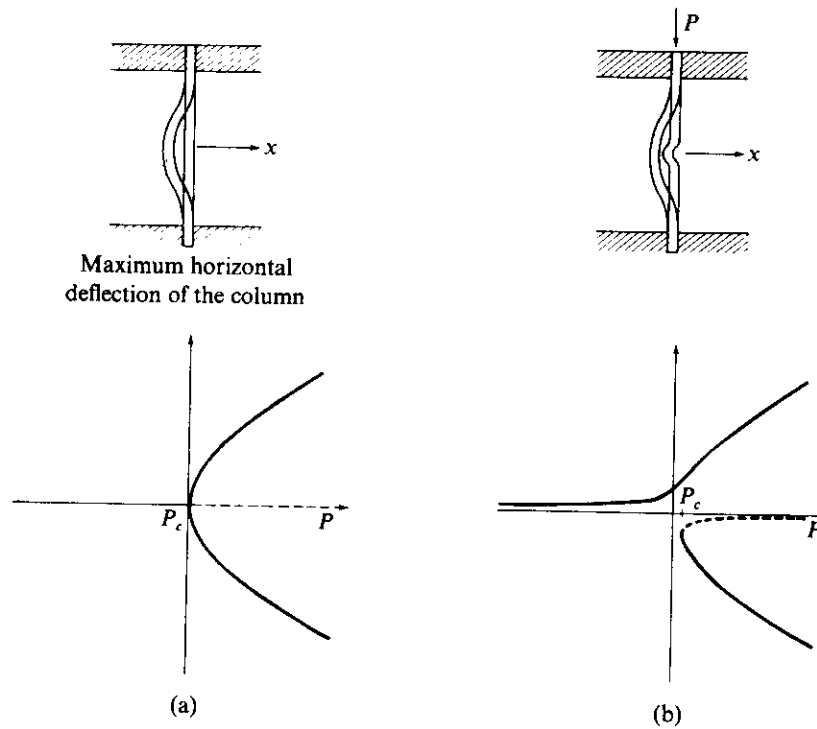 P
x
x
Maximum horizontal
deflection of the column
P_c
P
P_c
P
(a)
(b)